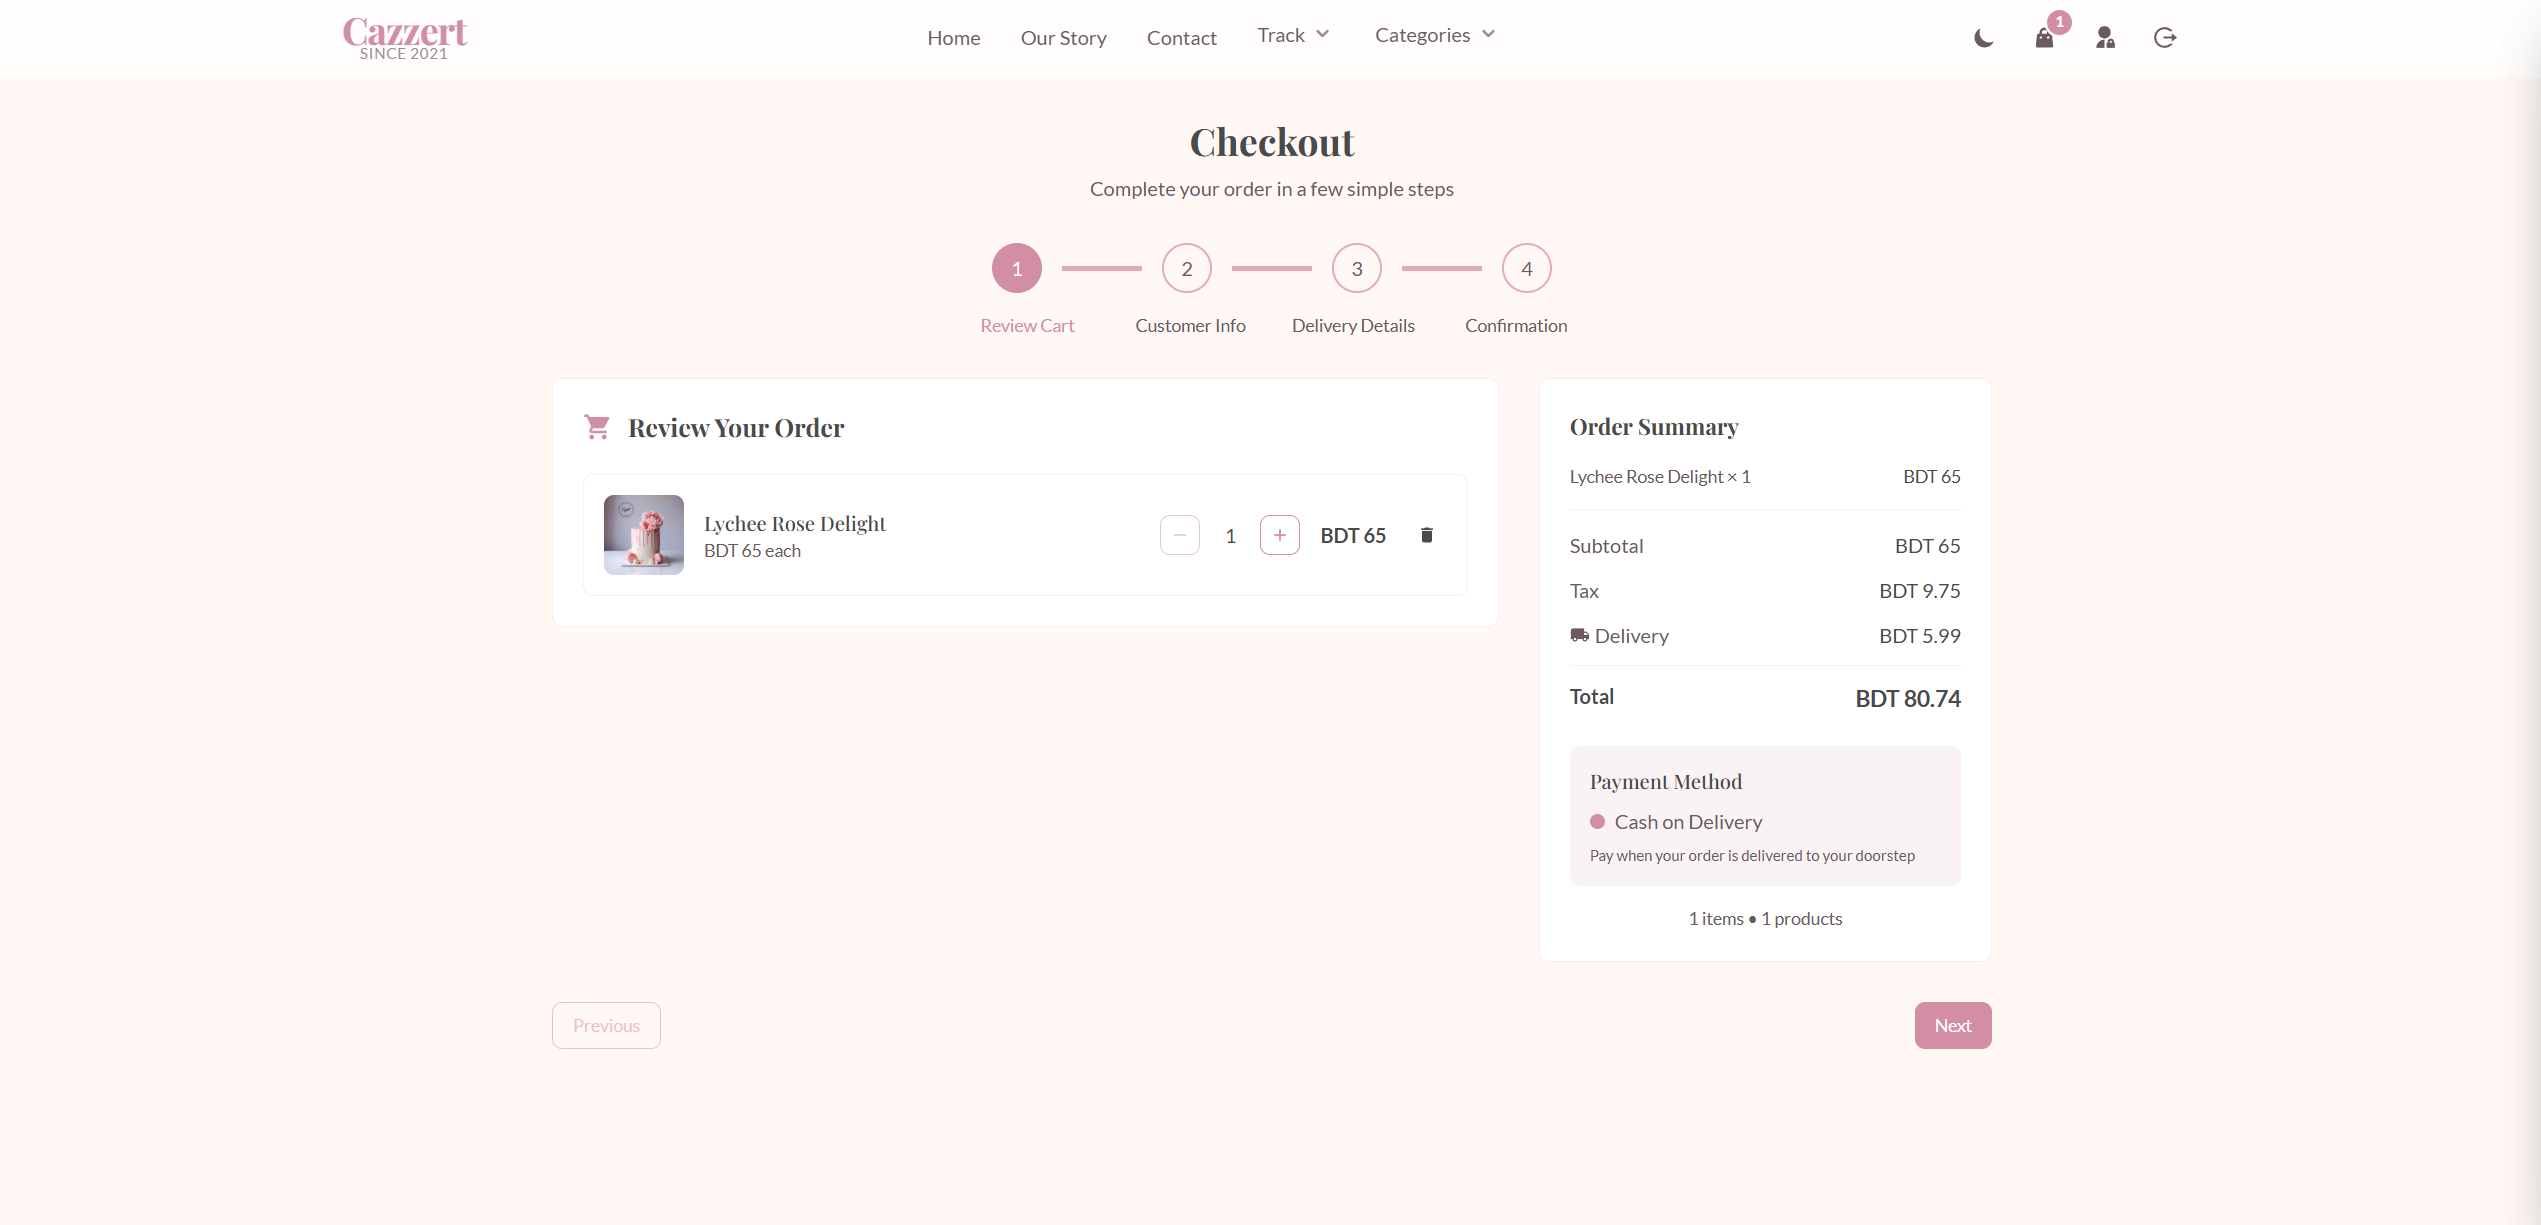 Cazzert
SINCE 2021
Home
Our Story
Contact
Track
Categories
1
Checkout
Complete your order in a few simple steps
1
2
3
4
Review Cart
Customer Info
Delivery Details
Confirmation
Review Your Order
Lychee Rose Delight
BDT 65 each
1
BDT 65
Order Summary
Lychee Rose Delight × 1 BDT 65
Subtotal BDT 65
Tax BDT 9.75
Delivery BDT 5.99
Total BDT 80.74
Payment Method
Cash on Delivery
Pay when your order is delivered to your doorstep
1 items • 1 products
Previous
Next